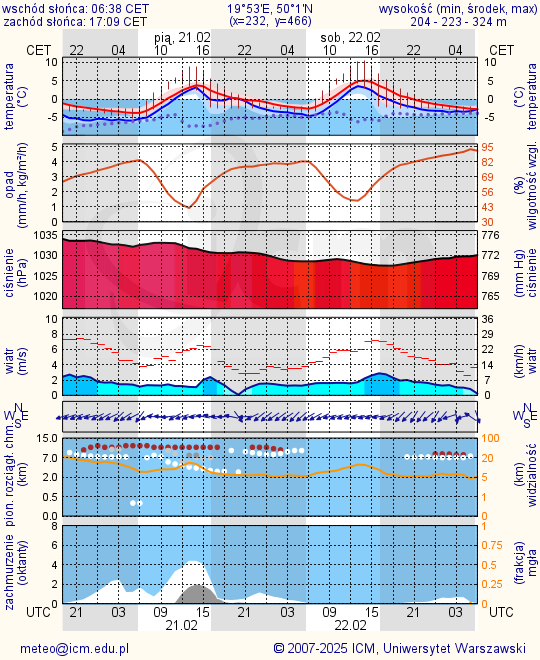 wschód słońca: 06:38 CET 19°53'E, 50°1'N wysokość (min, środek, max)
zachód słońca: 17:09 CET (x=232, y=466) 204 - 223 - 324 m
pią, 21.02 sob, 22.02
CET 22 04 10 16 22 04 10 16 22 04 CET
temperatura (°C) 10 5 0 -5 10 5 0 -5 (°C) temperatura
opad (mm/h, kg/m²/h) 5 4 3 2 1 0 95 82 69 56 43 30 (%) wilgotność wzgl.
ciśnienie (hPa) 1035 1030 1025 1020 776 772 769 765 (mm Hg) ciśnienie
wiatr (m/s) 10 8 6 4 2 0 36 29 22 14 7 0 (km/h) wiatr
N W E S N W E S
pion. rozciągł. chm. (km) 15.0 7.0 2.0 0.5 0.0 100 20 10 5 1 0 (km) widzialność
zachmurzenie (oktanty) 8 6 4 2 0 1 0.75 0.5 0.25 0 (frakcja) mgła
UTC 21 03 09 15 21 03 09 15 21 03 UTC
21.02 22.02
meteo@icm.edu.pl © 2007-2025 ICM, Uniwersytet Warszawski